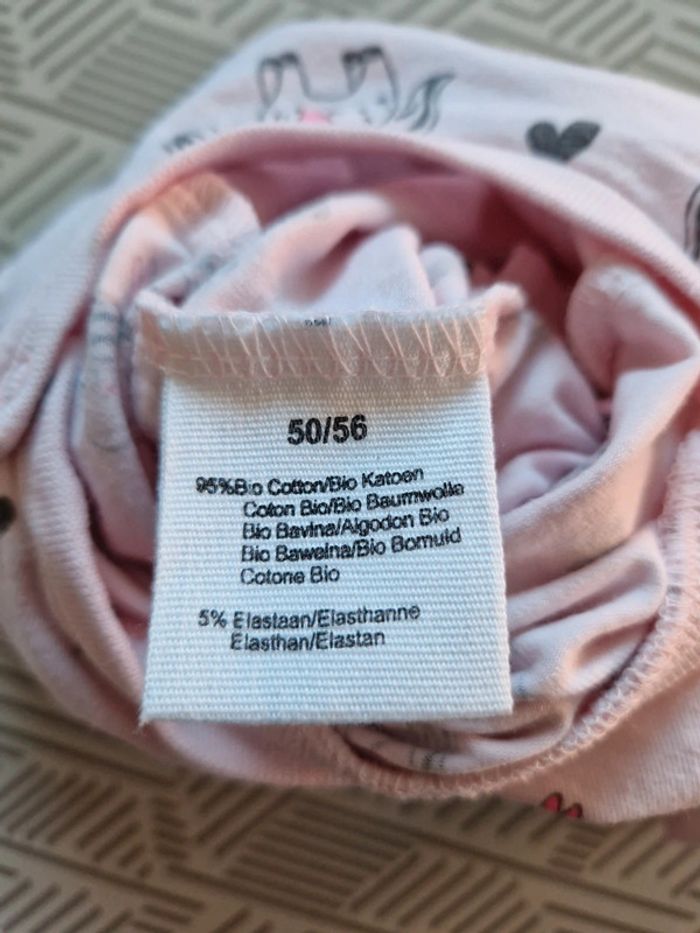 50/56
95%Bio Cotton/Bio Katoen
Coton Bio/Bio Baumwolle
Bio Bavlna/Algodon Bio
Bio Bawelna/Bio Bomuld
Cotone Bio
5% Elastaan/Elasthanne
Elasthan/Elastan